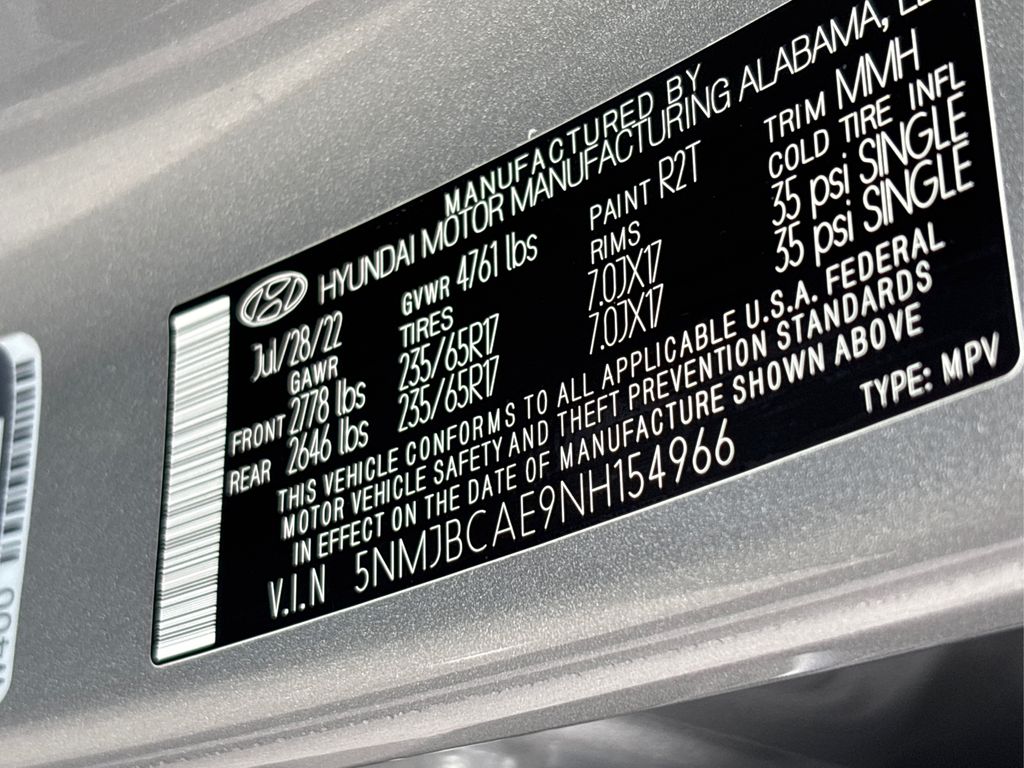 MANUFACTURED BY
HYUNDAI MOTOR MANUFACTURING ALABAMA,
Jul/28/22 GVWR 4761 lbs PAINT R2T TRIM MMH
GAWR TIRES RIMS COLD TIRE INFL
FRONT 2778 lbs 235/65R17 7.0JX17 35 psi SINGLE
REAR 2646 lbs 235/65R17 7.0JX17 35 psi SINGLE
THIS VEHICLE CONFORMS TO ALL APPLICABLE U.S.A. FEDERAL
MOTOR VEHICLE SAFETY AND THEFT PREVENTION STANDARDS
IN EFFECT ON THE DATE OF MANUFACTURE SHOWN ABOVE
V.I.N 5NMJBCAE9NH154966 TYPE: MPV